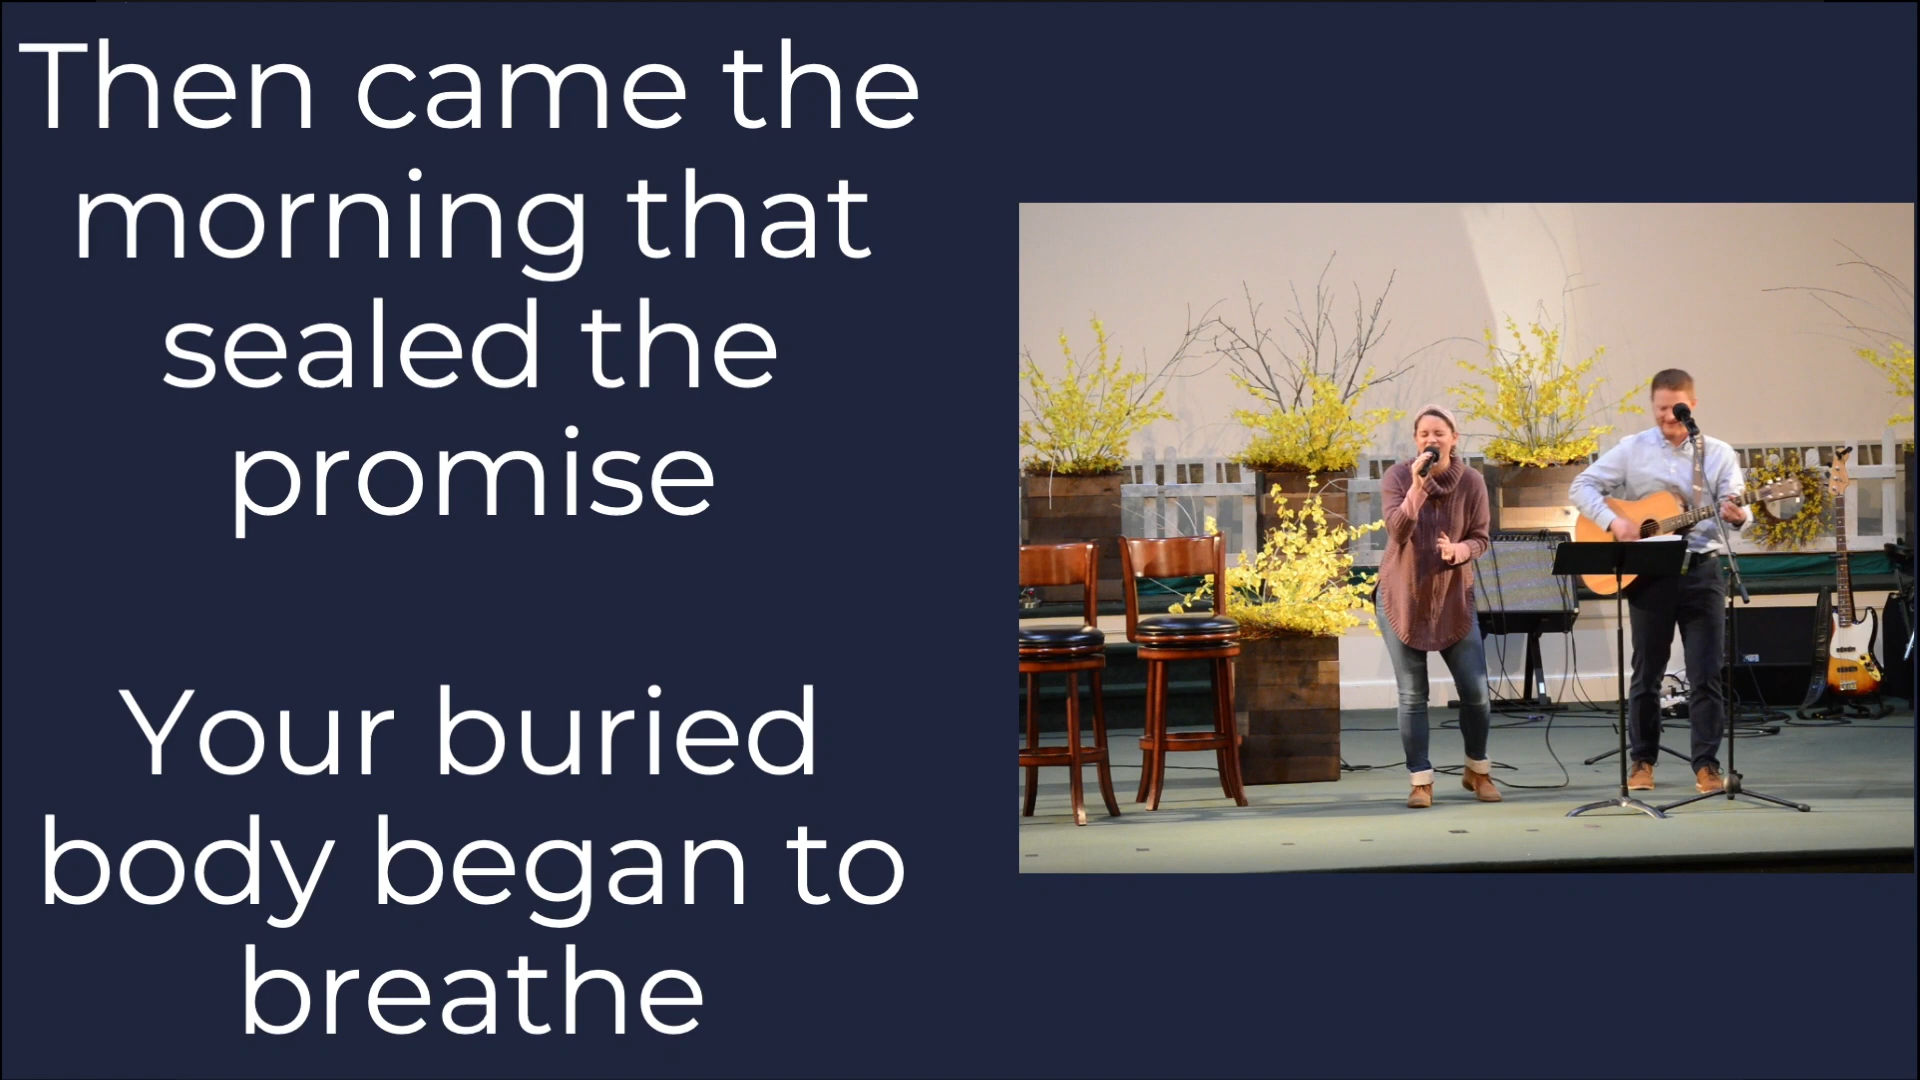 Then came the
morning that
sealed the
promise
Your buried
body began to
breathe